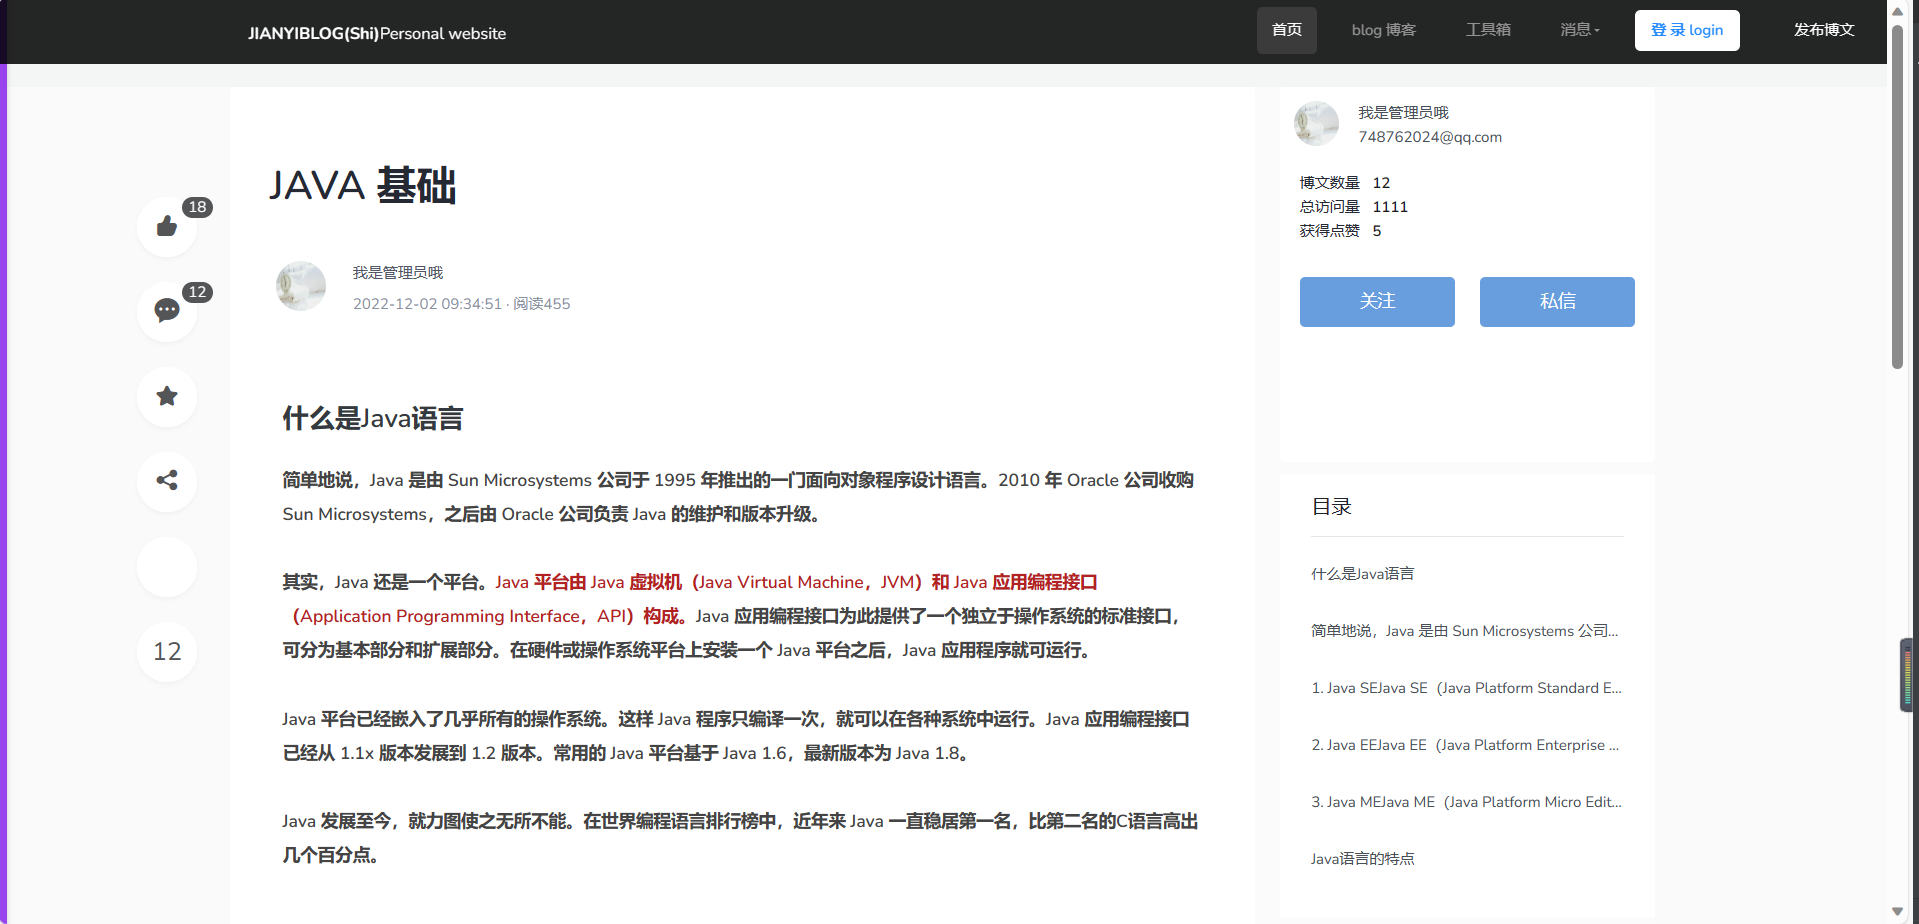 JIANYIBLOG(Shi)Personal website
首页
blog 博客
工具箱
消息
登 录 login
发布博文
18
12
12
JAVA 基础
我是管理员哦
2022-12-02 09:34:51 · 阅读455
什么是Java语言
简单地说，Java 是由 Sun Microsystems 公司于 1995 年推出的一门面向对象程序设计语言。2010 年 Oracle 公司收购
Sun Microsystems，之后由 Oracle 公司负责 Java 的维护和版本升级。
其实，Java 还是一个平台。Java 平台由 Java 虚拟机（Java Virtual Machine，JVM）和 Java 应用编程接口
（Application Programming Interface，API）构成。Java 应用编程接口为此提供了一个独立于操作系统的标准接口，
可分为基本部分和扩展部分。在硬件或操作系统平台上安装一个 Java 平台之后，Java 应用程序就可运行。
Java 平台已经嵌入了几乎所有的操作系统。这样 Java 程序只编译一次，就可以在各种系统中运行。Java 应用编程接口
已经从 1.1x 版本发展到 1.2 版本。常用的 Java 平台基于 Java 1.6，最新版本为 Java 1.8。
Java 发展至今，就力图使之无所不能。在世界编程语言排行榜中，近年来 Java 一直稳居第一名，比第二名的C语言高出
几个百分点。
我是管理员哦
748762024@qq.com
博文数量 12
总访问量 1111
获得点赞 5
关注
私信
目录
什么是Java语言
简单地说，Java 是由 Sun Microsystems 公司...
1. Java SEJava SE（Java Platform Standard E...
2. Java EEJava EE（Java Platform Enterprise ...
3. Java MEJava ME（Java Platform Micro Edit...
Java语言的特点